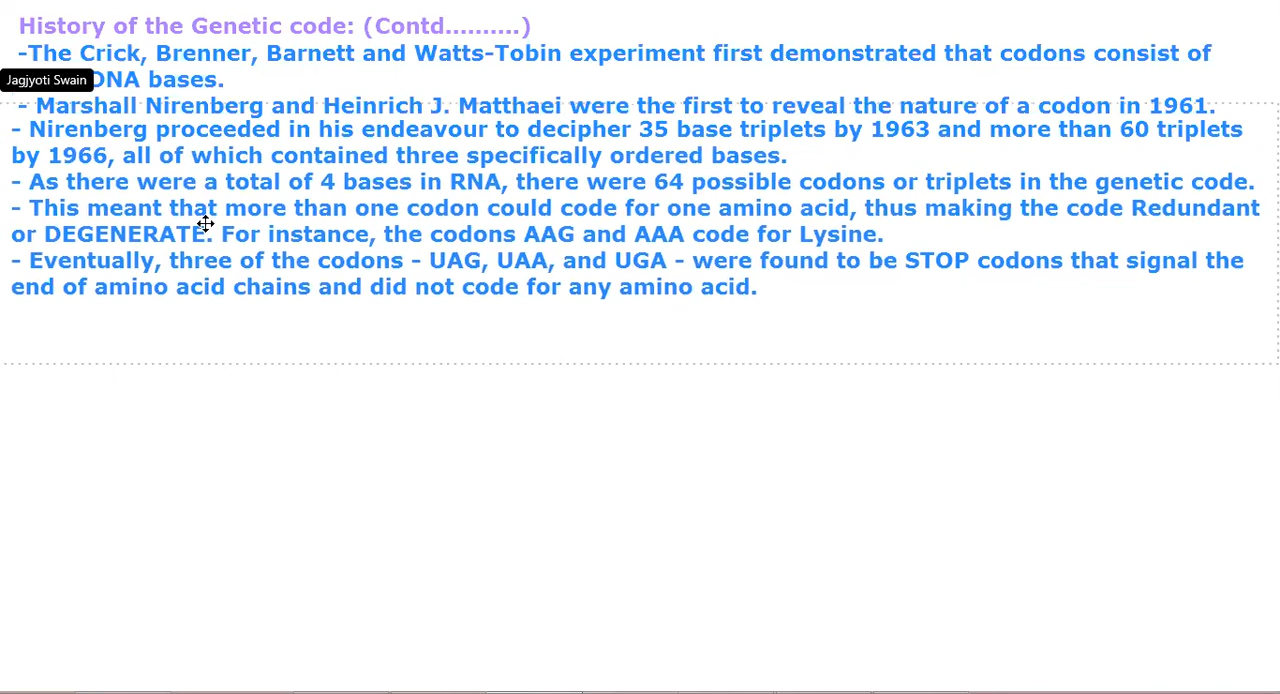 History of the Genetic code: (Contd..........)
-The Crick, Brenner, Barnett and Watts-Tobin experiment first demonstrated that codons consist of
Jagjyoti Swain
DNA bases.
- Marshall Nirenberg and Heinrich J. Matthaei were the first to reveal the nature of a codon in 1961.
- Nirenberg proceeded in his endeavour to decipher 35 base triplets by 1963 and more than 60 triplets
by 1966, all of which contained three specifically ordered bases.
- As there were a total of 4 bases in RNA, there were 64 possible codons or triplets in the genetic code.
- This meant that more than one codon could code for one amino acid, thus making the code Redundant
or DEGENERATE. For instance, the codons AAG and AAA code for Lysine.
- Eventually, three of the codons - UAG, UAA, and UGA - were found to be STOP codons that signal the
end of amino acid chains and did not code for any amino acid.